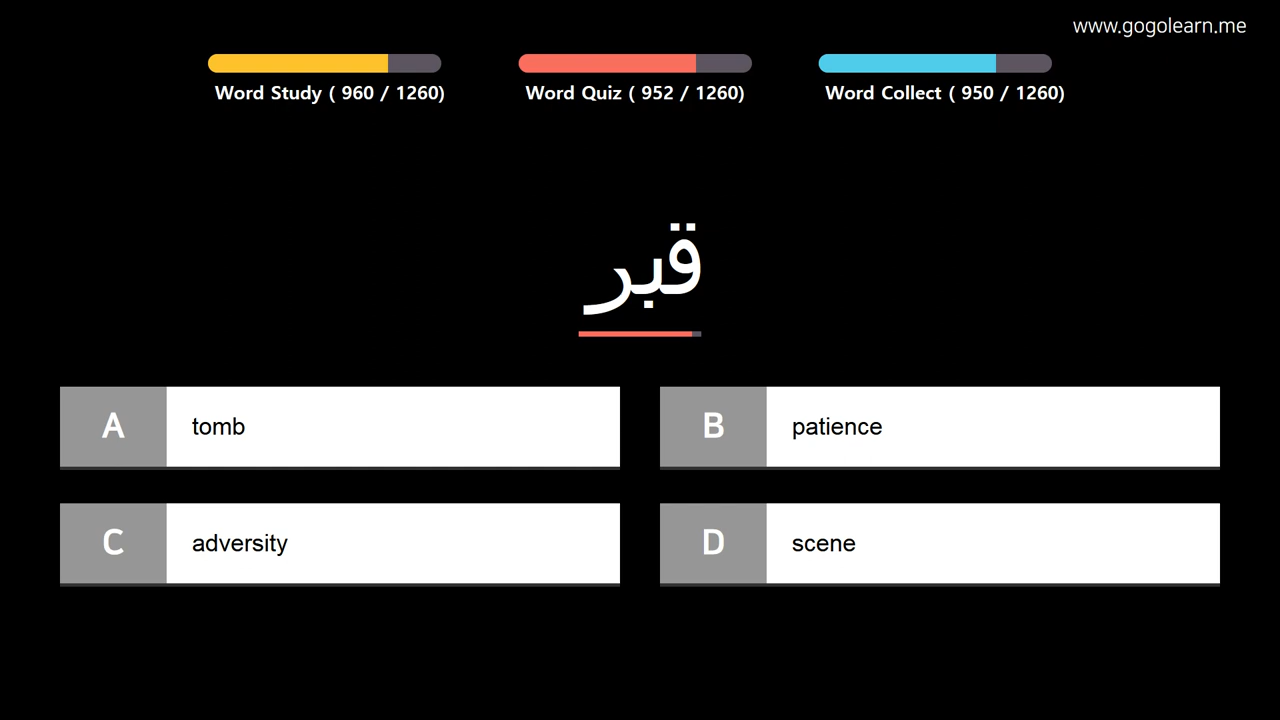 www.gogolearn.me
Word Study ( 960 / 1260)
Word Quiz ( 952 / 1260)
Word Collect ( 950 / 1260)
قبر
A tomb
B patience
C adversity
D scene